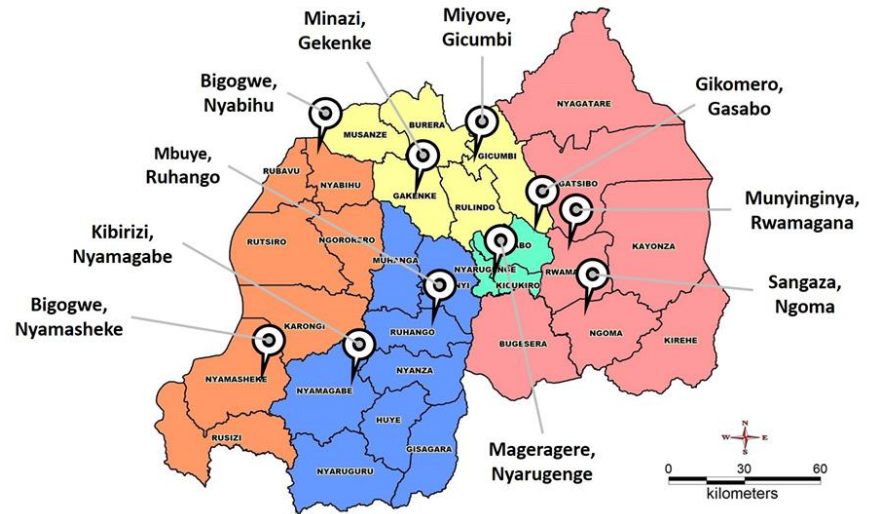 Minazi,
Gekenke
Miyove,
Gicumbi
Bigogwe,
Nyabihu
Gikomero,
Gasabo
Mbuye,
Ruhango
Munyinginya,
Rwamagana
Kibirizi,
Nyamagabe
Sangaza,
Ngoma
Bigogwe,
Nyamasheke
Mageragere,
Nyarugenge
NYAGATARE
BURERA
MUSANZE
GICUMBI
RUBAVU
NYABIHU
GAKENKE
RULINDO
GATSIBO
RUTSIRO
NGORORERO
MUHANGA
NYARUGENGE
KICUKIRO
KAYONZA
KARONGI
RUHANGO
BUGESERA
NGOMA
KIREHE
NYAMASHEKE
NYAMAGABE
NYANZA
HUYE
GISAGARA
RUSIZI
NYARUGURU
N
W E
S
0 30 60
kilometers